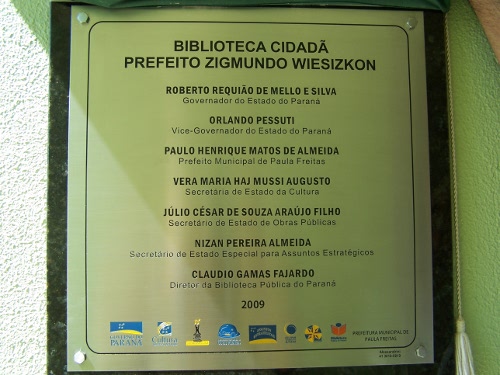 BIBLIOTECA CIDADÃ
PREFEITO ZIGMUNDO WIESIZKON
ROBERTO REQUIÃO DE MELLO E SILVA
Governador do Estado do Paraná
ORLANDO PESSUTI
Vice-Governador do Estado do Paraná
PAULO HENRIQUE MATOS DE ALMEIDA
Prefeito Municipal de Paula Freitas
VERA MARIA HAJ MUSSI AUGUSTO
Secretária de Estado da Cultura
JÚLIO CÉSAR DE SOUZA ARAÚJO FILHO
Secretário de Estado de Obras Públicas
NIZAN PEREIRA ALMEIDA
Secretário de Estado Especial para Assuntos Estratégicos
CLAUDIO GAMAS FAJARDO
Diretor da Biblioteca Pública do Paraná
2009
GOVERNO DO
PARANÁ
Cultura
PREFEITURA MUNICIPAL DE
PAULA FREITAS